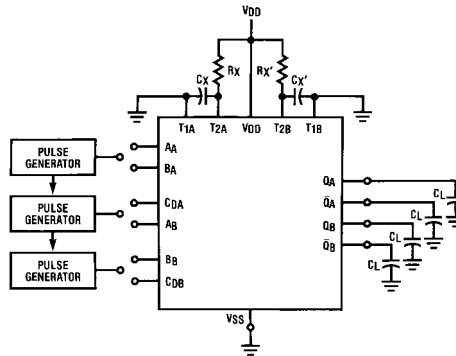 VDD
CX RX RX' CX'
T1A T2A VDD T2B T1B
PULSE GENERATOR
PULSE GENERATOR
PULSE GENERATOR
AA
BA
CDA
AB
BB
CDB
QA
Q̄A
QB
Q̄B
CL
CL
CL
CL
VSS